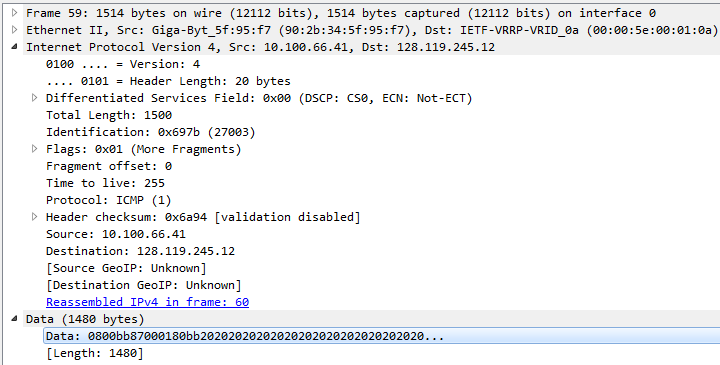 Frame 59: 1514 bytes on wire (12112 bits), 1514 bytes captured (12112 bits) on interface 0
Ethernet II, Src: Giga-Byt_5f:95:f7 (90:2b:34:5f:95:f7), Dst: IETF-VRRP-VRID_0a (00:00:5e:00:01:0a)
Internet Protocol Version 4, Src: 10.100.66.41, Dst: 128.119.245.12
0100 .... = Version: 4
.... 0101 = Header Length: 20 bytes
Differentiated Services Field: 0x00 (DSCP: CS0, ECN: Not-ECT)
Total Length: 1500
Identification: 0x697b (27003)
Flags: 0x01 (More Fragments)
Fragment offset: 0
Time to live: 255
Protocol: ICMP (1)
Header checksum: 0x6a94 [validation disabled]
Source: 10.100.66.41
Destination: 128.119.245.12
[Source GeoIP: Unknown]
[Destination GeoIP: Unknown]
Reassembled IPv4 in frame: 60
Data (1480 bytes)
Data: 0800bb87000180bb20202020202020202020202020202020...
[Length: 1480]